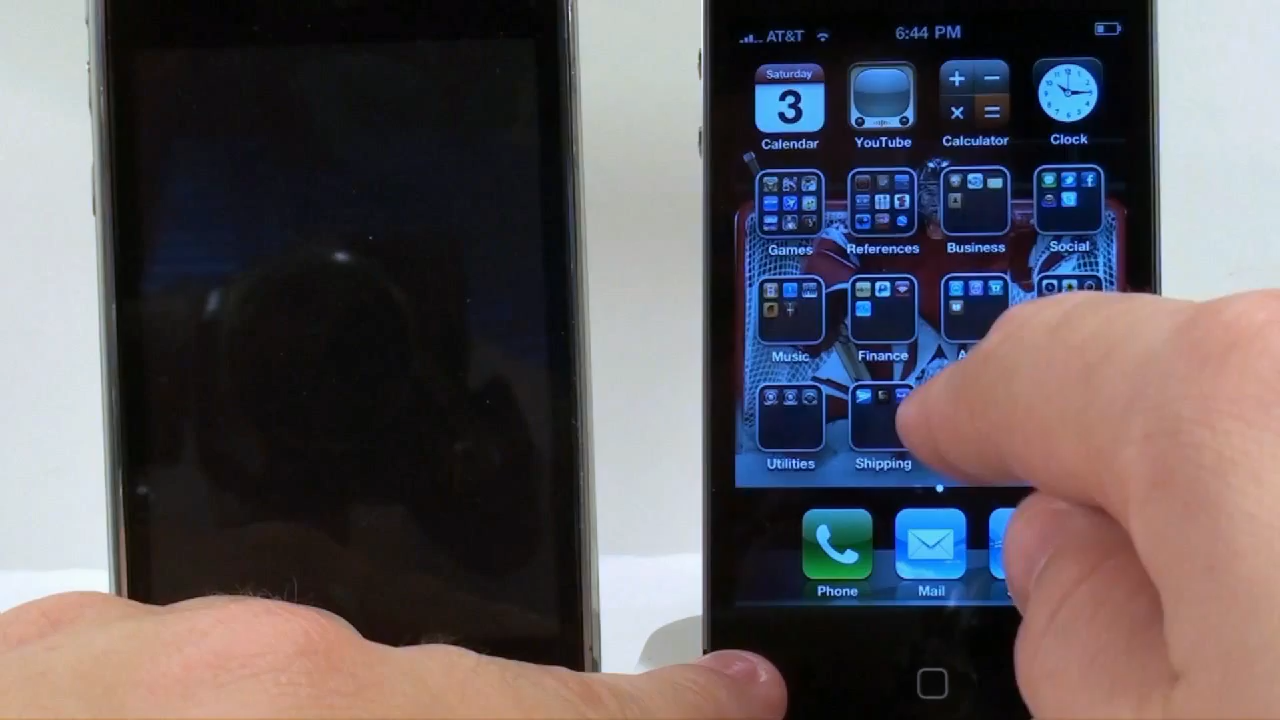 AT&T 6:44 PM
Saturday
3
Calendar YouTube Calculator Clock
Games References Business Social
Music Finance
Utilities Shipping
Phone Mail